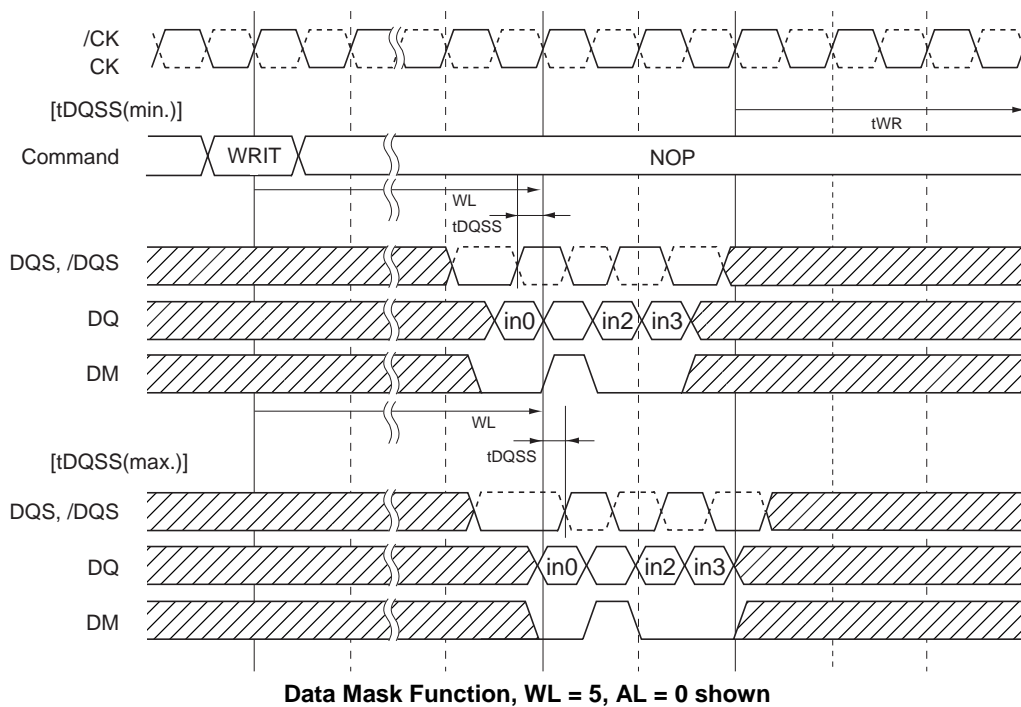 /CK
CK
[tDQSS(min.)]
tWR
Command
WRIT
NOP
WL
tDQSS
DQS, /DQS
DQ
in0
in2
in3
DM
WL
tDQSS
[tDQSS(max.)]
DQS, /DQS
DQ
in0
in2
in3
DM
Data Mask Function, WL = 5, AL = 0 shown